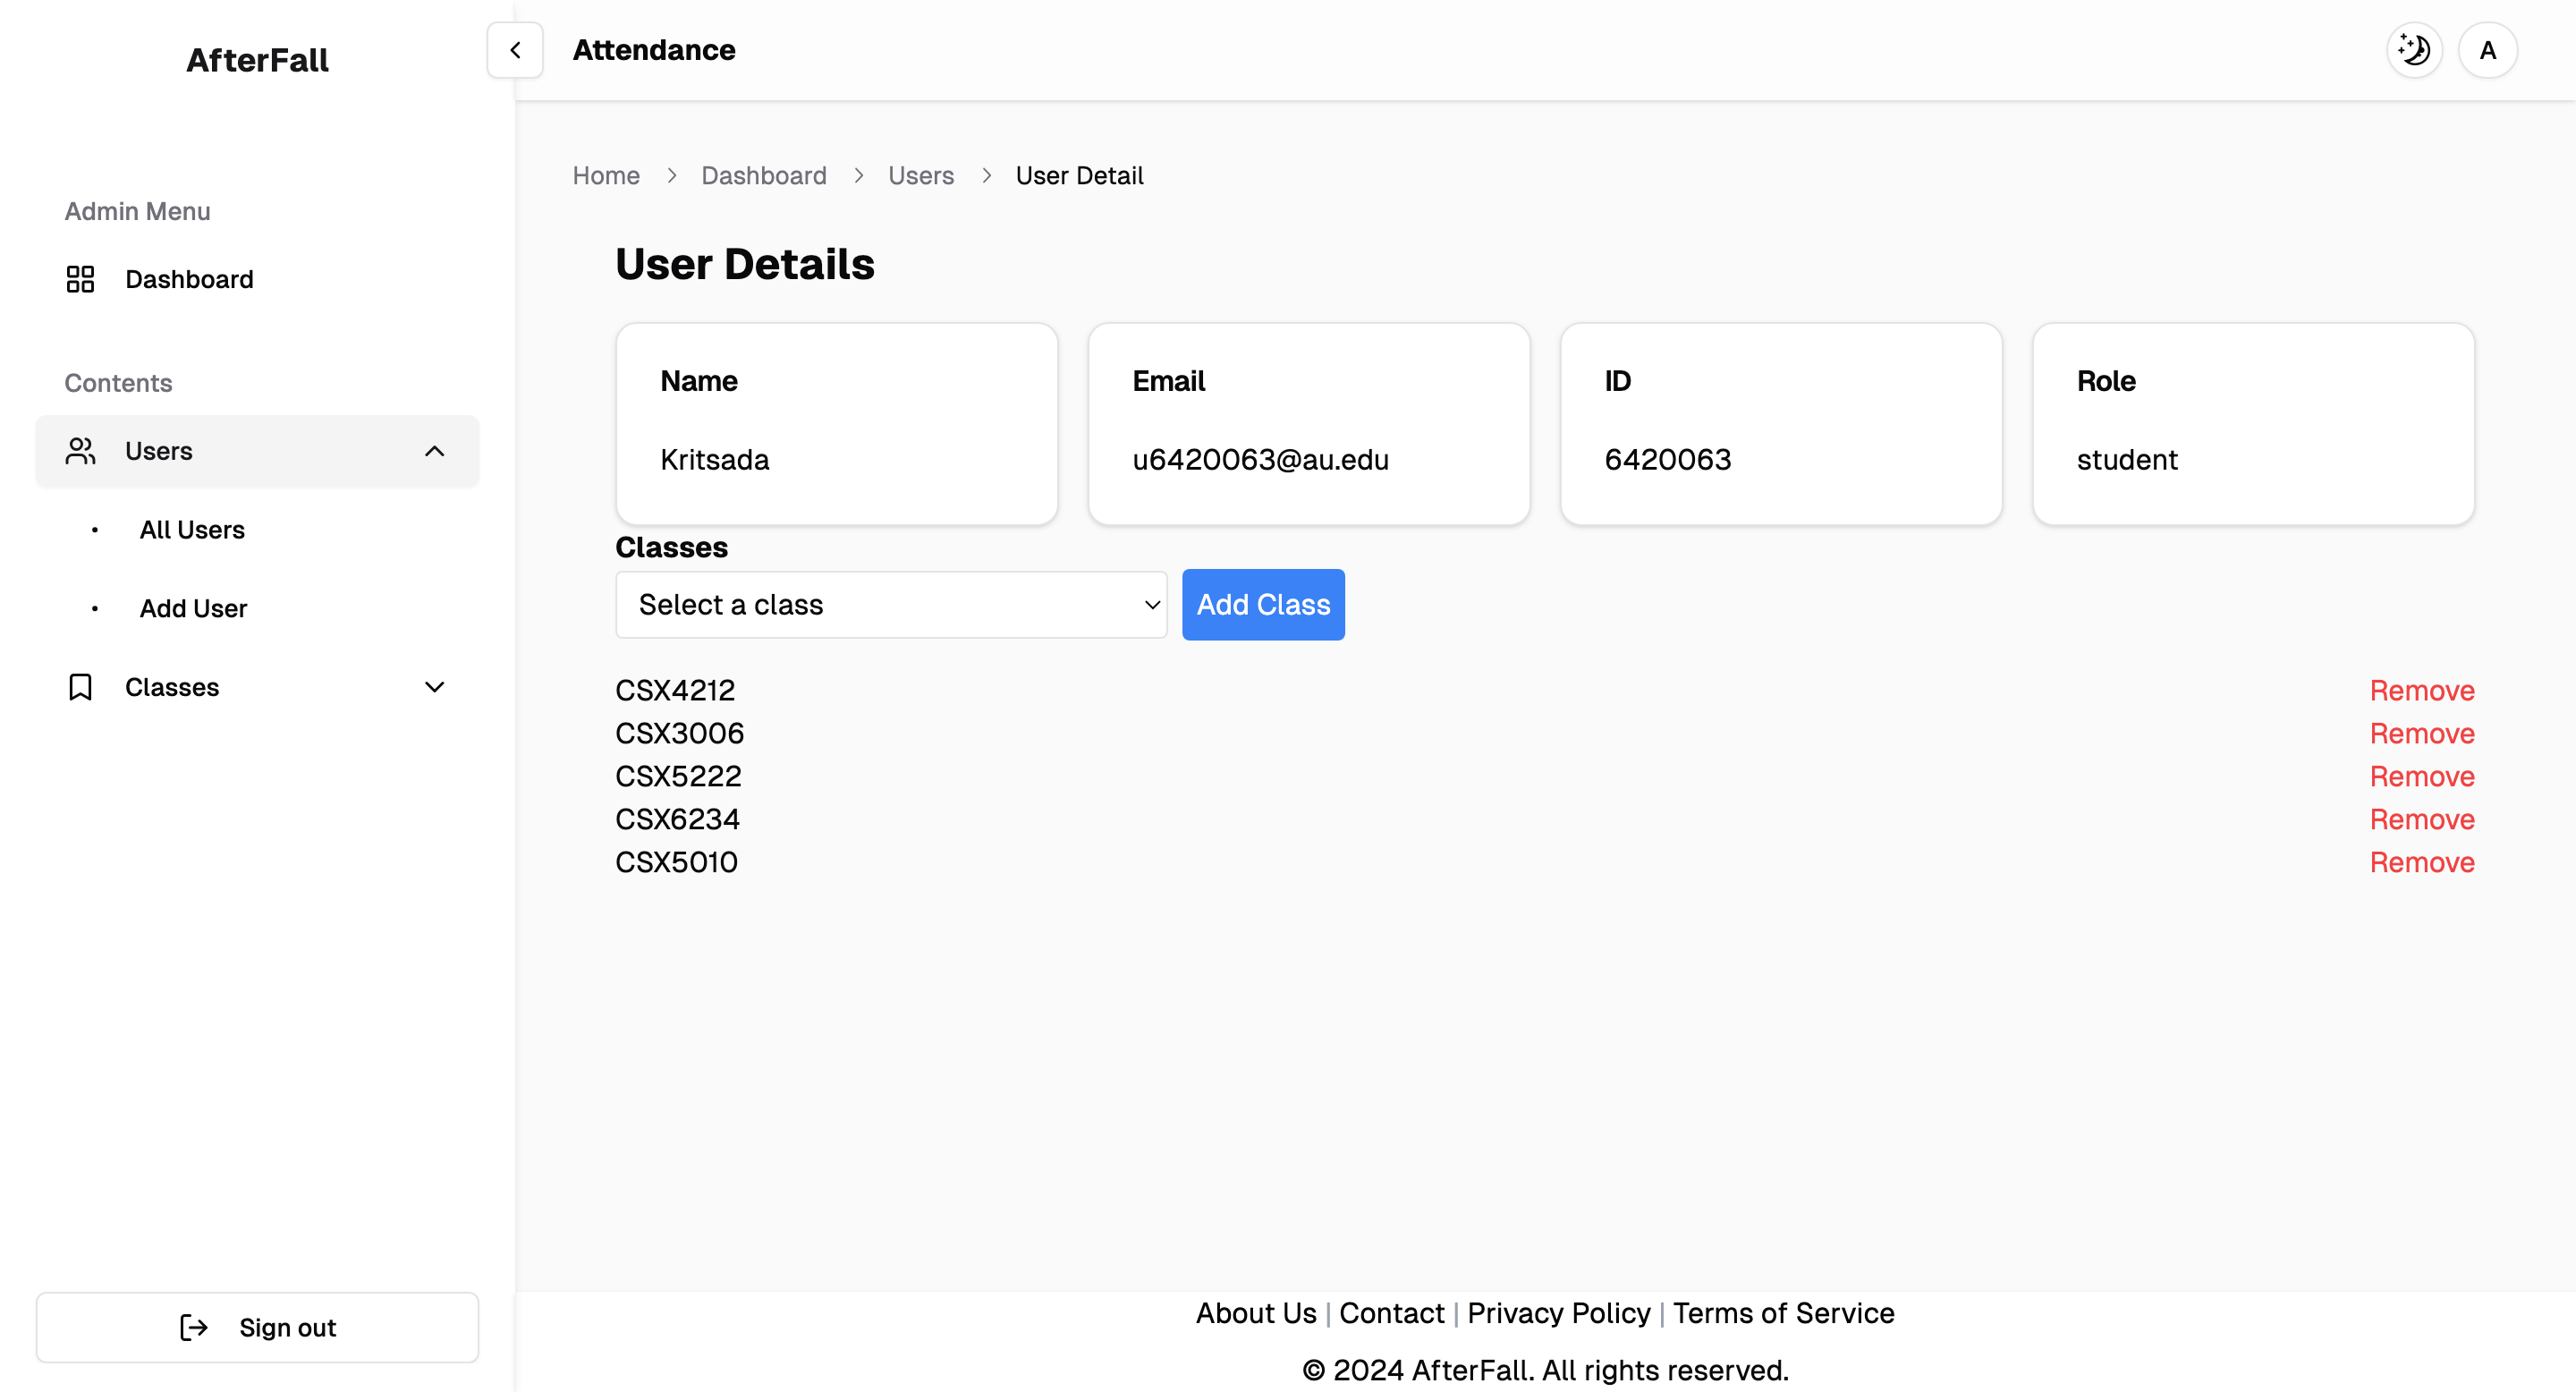 AfterFall
Admin Menu
Dashboard
Contents
Users
All Users
Add User
Classes
Sign out
Attendance
A
Home > Dashboard > Users > User Detail
User Details
Name
Kritsada
Email
u6420063@au.edu
ID
6420063
Role
student
Classes
Select a class
Add Class
CSX4212 Remove
CSX3006 Remove
CSX5222 Remove
CSX6234 Remove
CSX5010 Remove
About Us | Contact | Privacy Policy | Terms of Service
© 2024 AfterFall. All rights reserved.